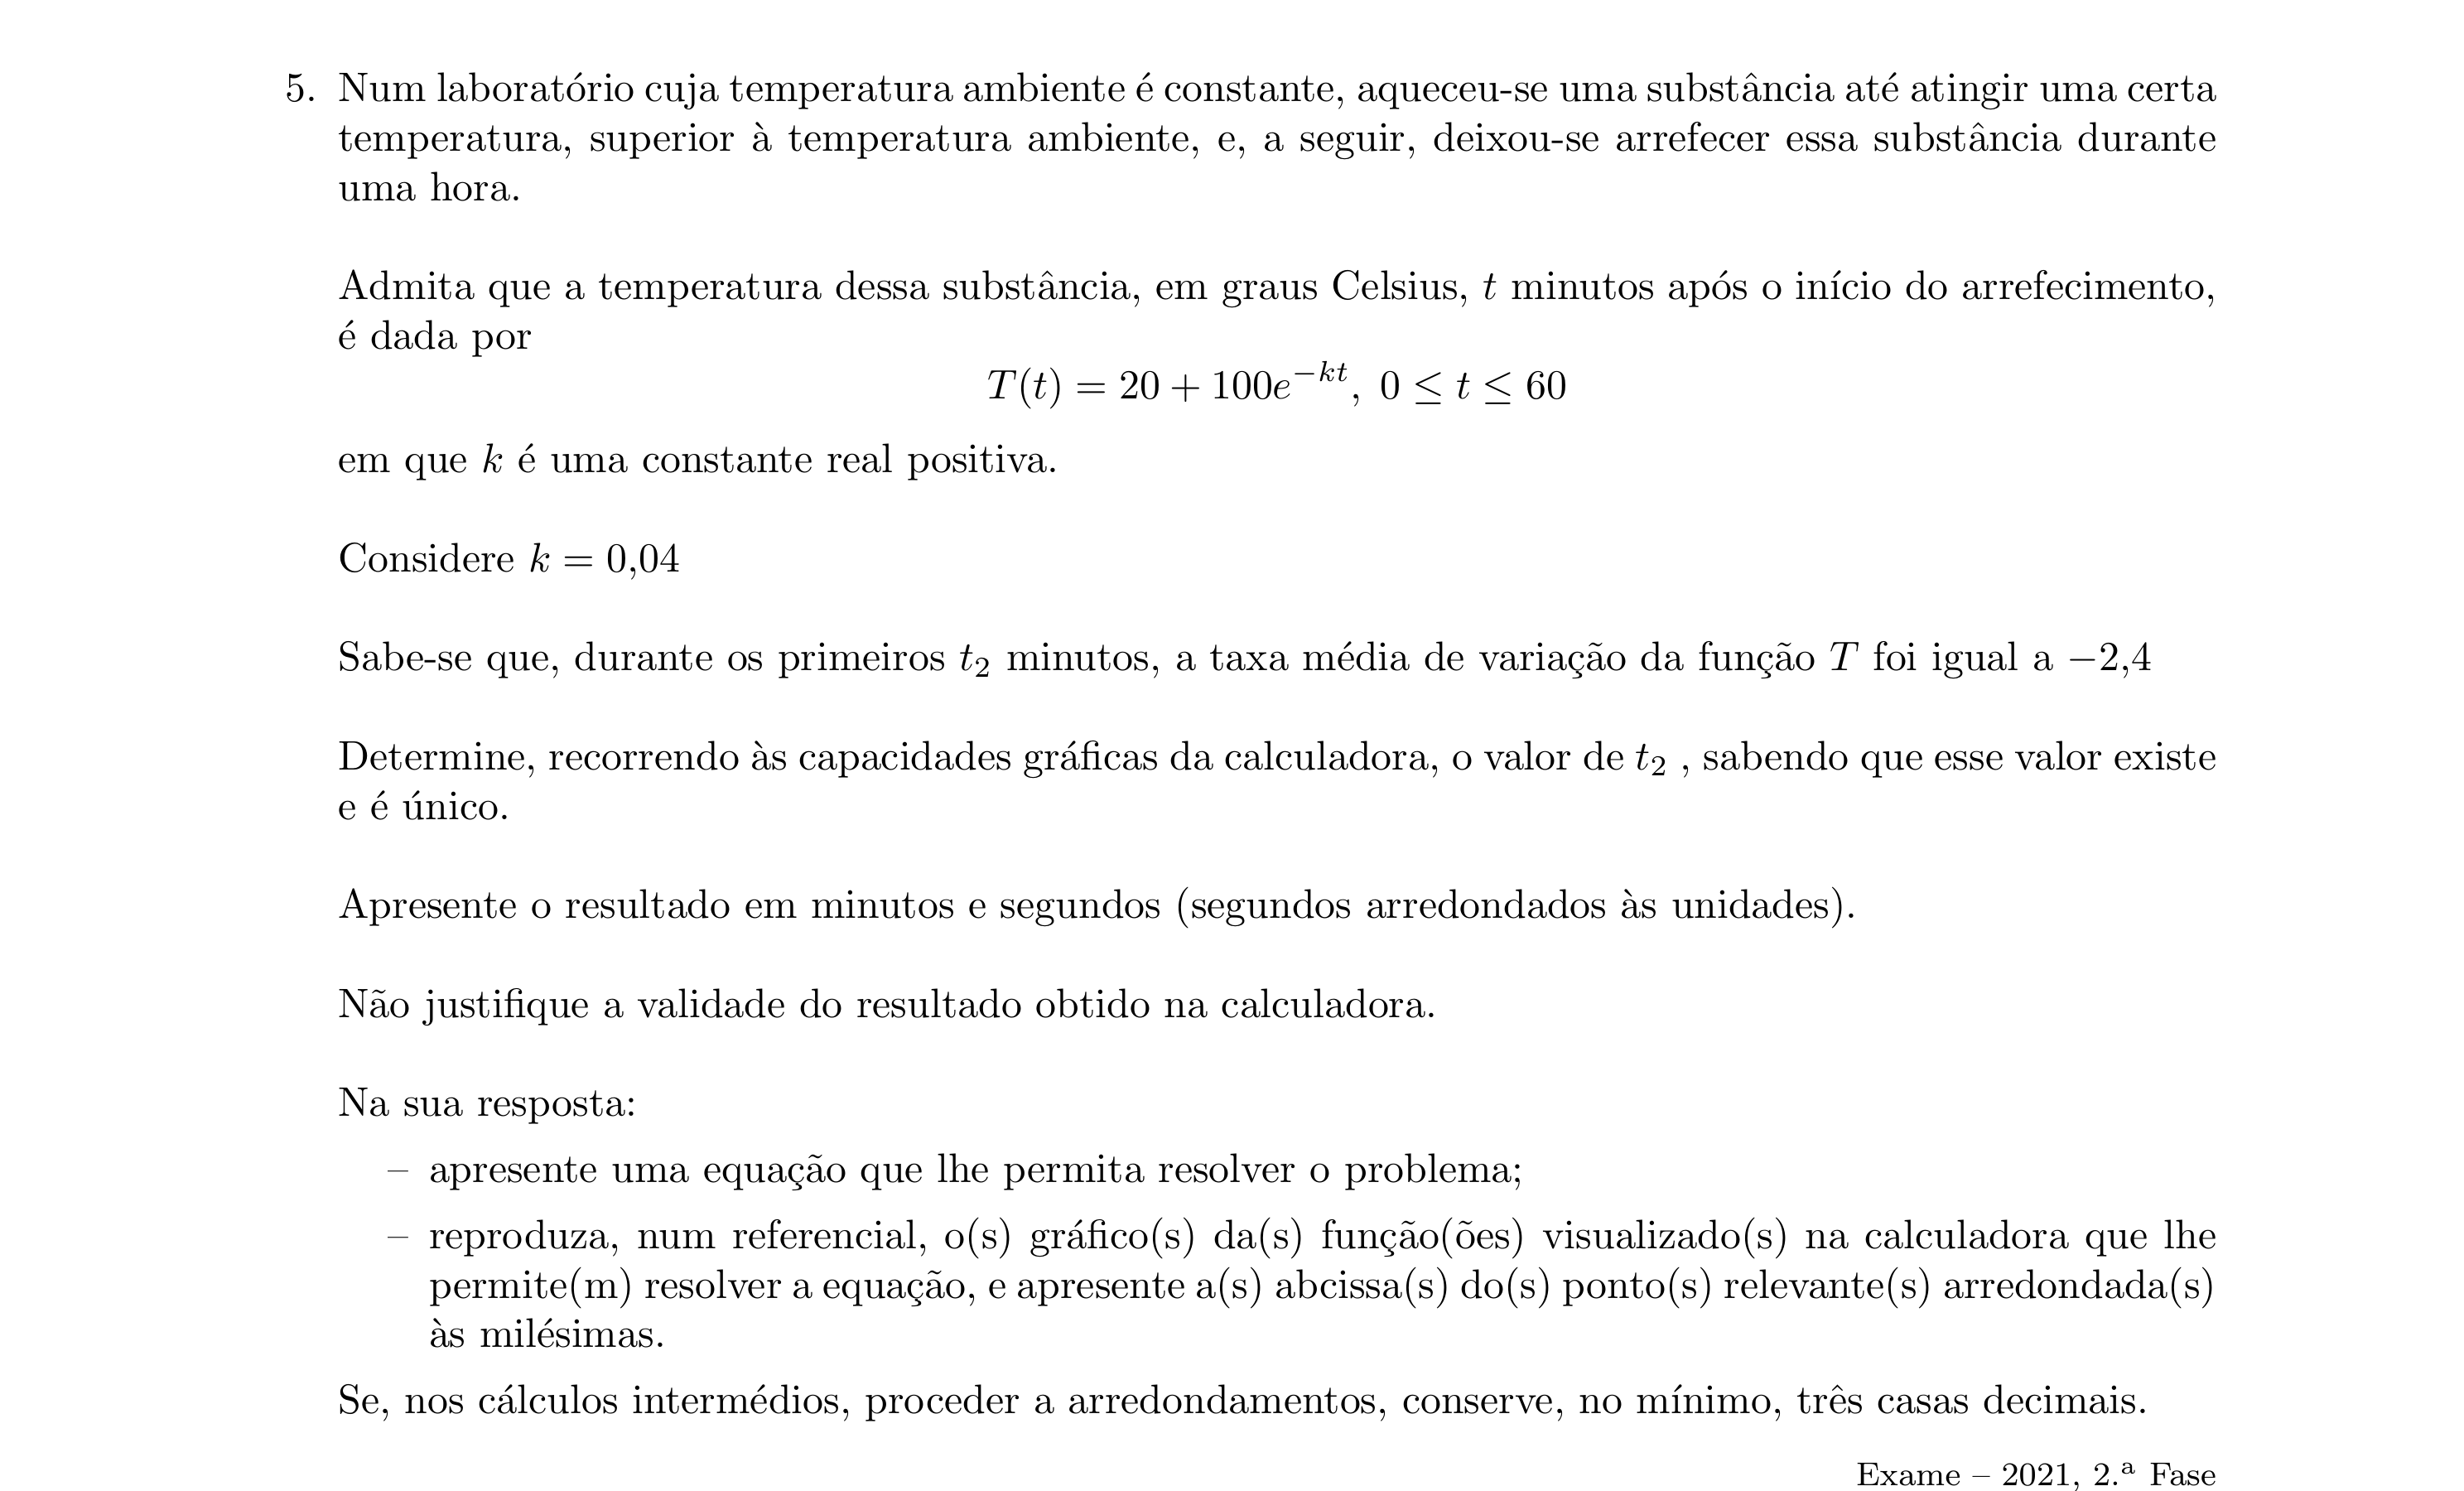 5. Num laboratório cuja temperatura ambiente é constante, aqueceu-se uma substância até atingir uma certa
temperatura, superior à temperatura ambiente, e, a seguir, deixou-se arrefecer essa substância durante
uma hora.
Admita que a temperatura dessa substância, em graus Celsius, t minutos após o início do arrefecimento,
é dada por
T(t) = 20 + 100e^{−kt}, 0 ≤ t ≤ 60
em que k é uma constante real positiva.
Considere k = 0,04
Sabe-se que, durante os primeiros t₂ minutos, a taxa média de variação da função T foi igual a −2,4
Determine, recorrendo às capacidades gráficas da calculadora, o valor de t₂ , sabendo que esse valor existe
e é único.
Apresente o resultado em minutos e segundos (segundos arredondados às unidades).
Não justifique a validade do resultado obtido na calculadora.
Na sua resposta:
– apresente uma equação que lhe permita resolver o problema;
– reproduza, num referencial, o(s) gráfico(s) da(s) função(ões) visualizado(s) na calculadora que lhe
permite(m) resolver a equação, e apresente a(s) abcissa(s) do(s) ponto(s) relevante(s) arredondada(s)
às milésimas.
Se, nos cálculos intermédios, proceder a arredondamentos, conserve, no mínimo, três casas decimais.
Exame – 2021, 2.ª Fase